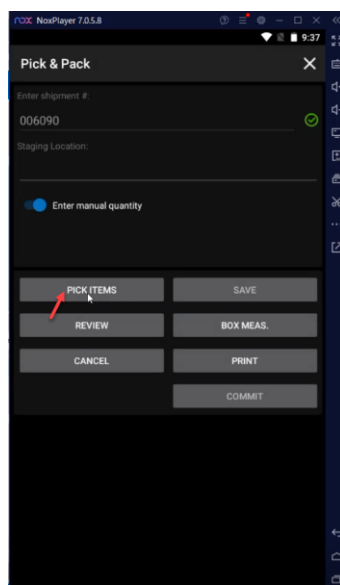 nox NoxPlayer 7.0.5.8
9:37
Pick & Pack
Enter shipment #:
006090
Staging Location:
Enter manual quantity
PICK ITEMS
SAVE
REVIEW
BOX MEAS.
CANCEL
PRINT
COMMIT